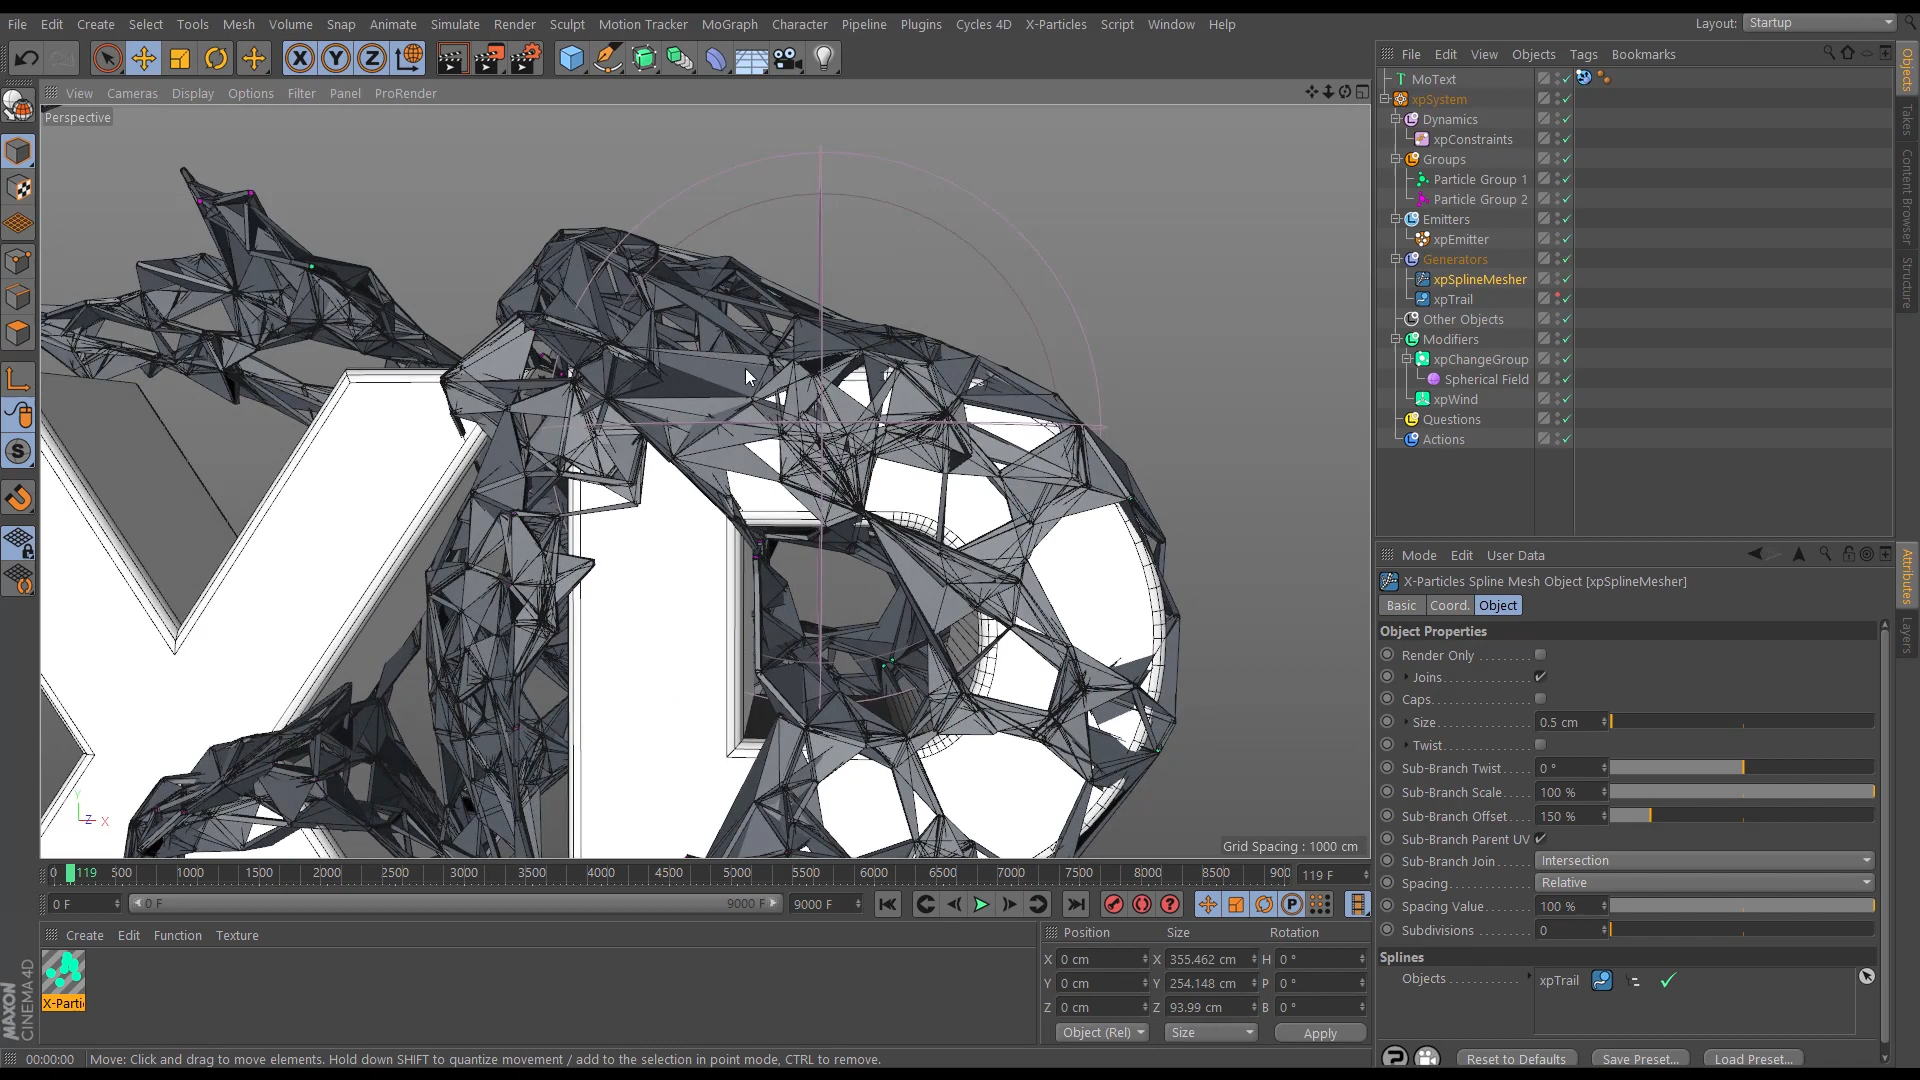 File Edit Create Select Tools Mesh Volume Snap Animate Simulate Render Sculpt Motion Tracker MoGraph Character Pipeline Plugins Cycles 4D X-Particles Script Window Help Layout: Startup
X Y Z
File Edit View Objects Tags Bookmarks
View Cameras Display Options Filter Panel ProRender
Perspective
MoText
xpSystem
Dynamics
xpConstraints
Groups
Particle Group 1
Particle Group 2
Emitters
xpEmitter
Generators
xpSplineMesher
xpTrail
Other Objects
Modifiers
xpChangeGroup
Spherical Field
xpWind
Questions
Actions
Objects
Takes
Content Browser
Structure
Mode Edit User Data
X-Particles Spline Mesh Object [xpSplineMesher]
Basic Coord. Object
Object Properties
Render Only
Joins
Caps
Size 0.5 cm
Twist
Sub-Branch Twist 0 °
Sub-Branch Scale 100 %
Sub-Branch Offset 150 %
Sub-Branch Parent UV
Sub-Branch Join Intersection
Spacing Relative
Spacing Value 100 %
Subdivisions 0
Splines
Objects xpTrail
Reset to Defaults Save Preset... Load Preset...
Attributes
Layers
Y
Z X
Grid Spacing : 1000 cm
0 119 500 1000 1500 2000 2500 3000 3500 4000 4500 5000 5500 6000 6500 7000 7500 8000 8500 900 119 F
0 F 0 F 9000 F 9000 F
Create Edit Function Texture
X-Parti
Position Size Rotation
X 0 cm X 355.462 cm H 0 °
Y 0 cm Y 254.148 cm P 0 °
Z 0 cm Z 93.99 cm B 0 °
Object (Rel) Size Apply
MAXON
CINEMA 4D
00:00:00 Move: Click and drag to move elements. Hold down SHIFT to quantize movement / add to the selection in point mode, CTRL to remove.